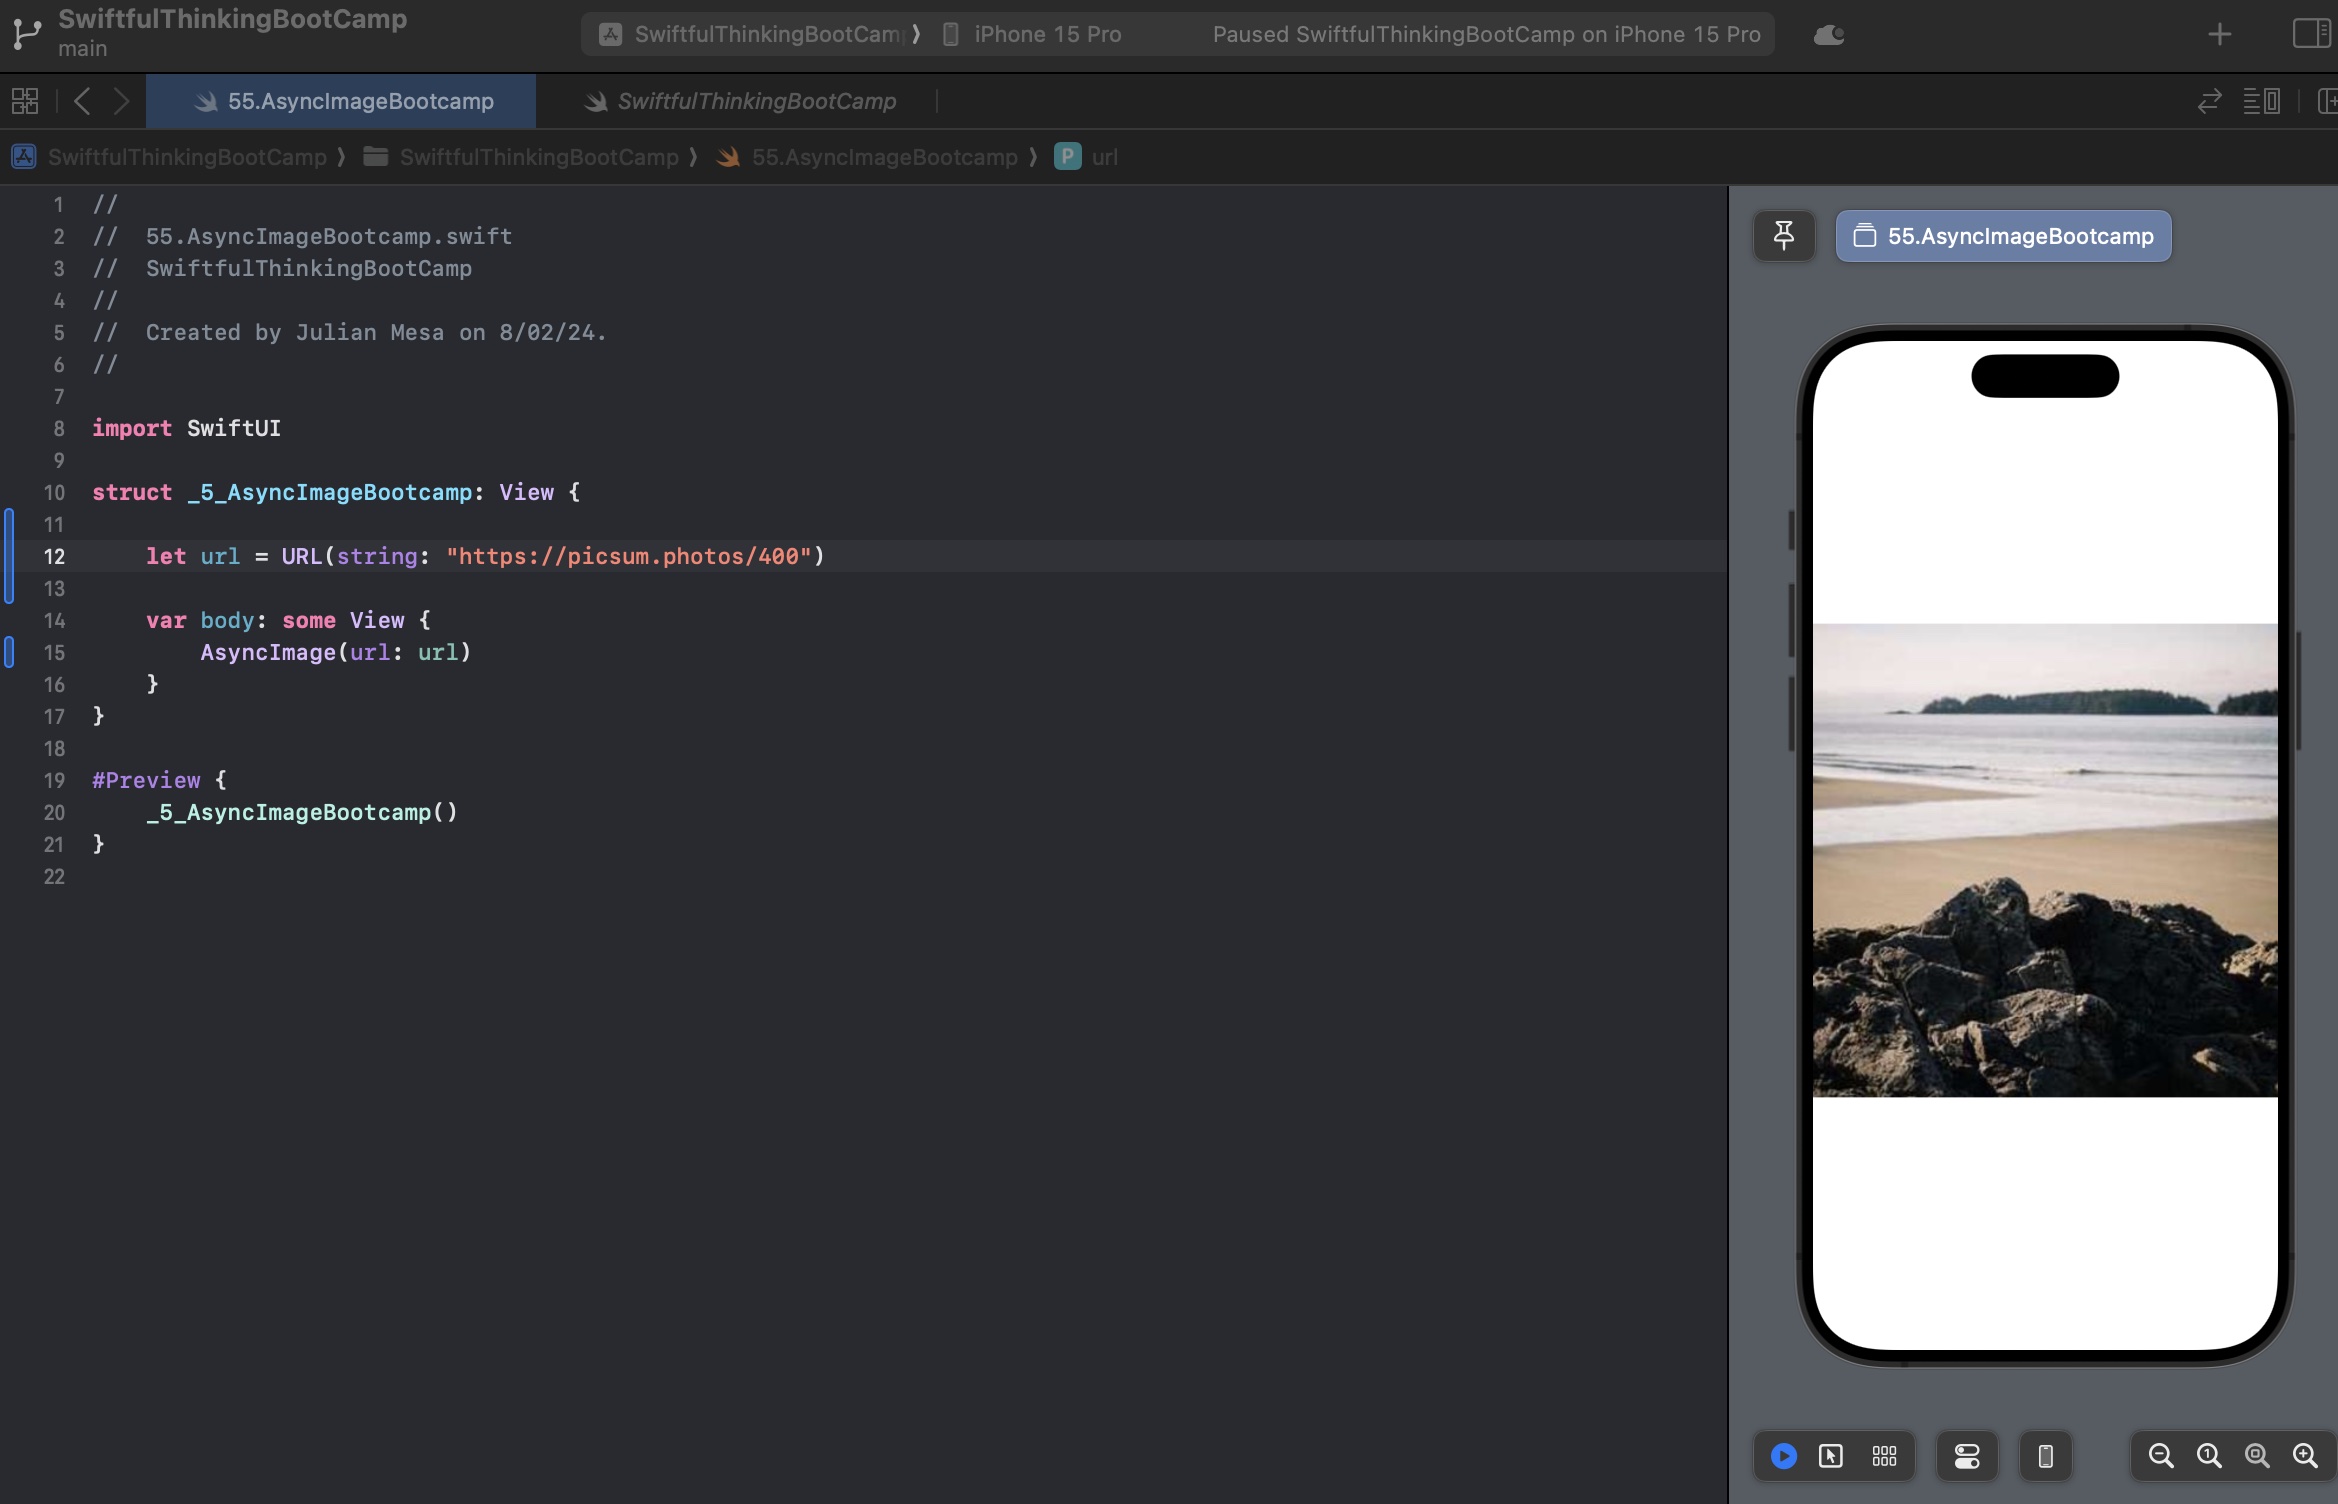 SwiftfulThinkingBootCamp
main
SwiftfulThinkingBootCam
iPhone 15 Pro
Paused SwiftfulThinkingBootCamp on iPhone 15 Pro
55.AsyncImageBootcamp
SwiftfulThinkingBootCamp
SwiftfulThinkingBootCamp ⟩ SwiftfulThinkingBootCamp ⟩ 55.AsyncImageBootcamp ⟩ P url
1 //
2 //  55.AsyncImageBootcamp.swift
3 //  SwiftfulThinkingBootCamp
4 //
5 //  Created by Julian Mesa on 8/02/24.
6 //
7
8 import SwiftUI
9
10 struct _5_AsyncImageBootcamp: View {
11
12     let url = URL(string: "https://picsum.photos/400")
13
14     var body: some View {
15         AsyncImage(url: url)
16     }
17 }
18
19 #Preview {
20     _5_AsyncImageBootcamp()
21 }
22
55.AsyncImageBootcamp